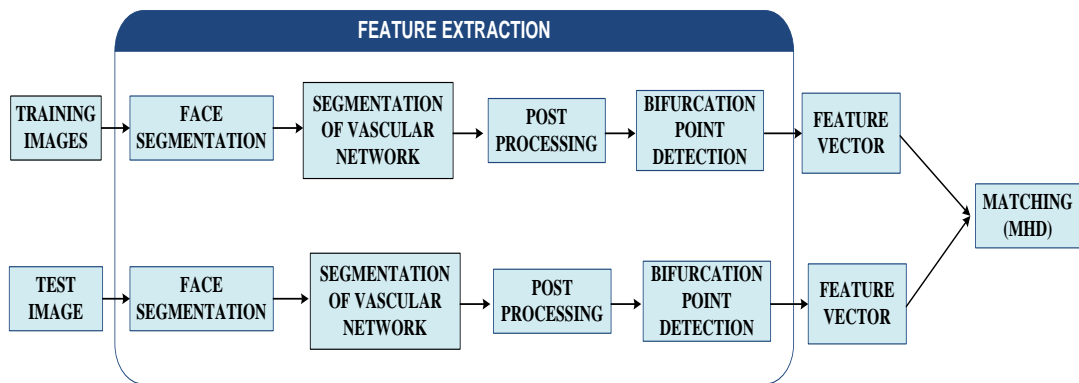 FEATURE EXTRACTION
TRAINING
IMAGES
FACE
SEGMENTATION
SEGMENTATION
OF VASCULAR
NETWORK
POST
PROCESSING
BIFURCATION
POINT
DETECTION
FEATURE
VECTOR
MATCHING
(MHD)
TEST
IMAGE
FACE
SEGMENTATION
SEGMENTATION
OF VASCULAR
NETWORK
POST
PROCESSING
BIFURCATION
POINT
DETECTION
FEATURE
VECTOR